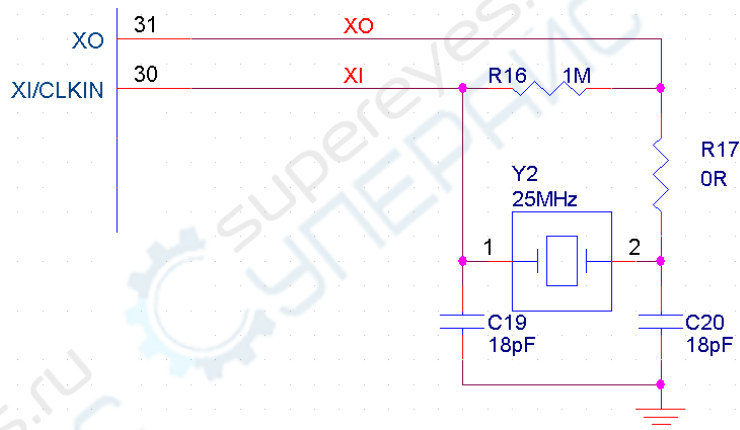 XO 31 XO
XI/CLKIN 30 XI R16 1M
R17
0R
Y2
25MHz
1 2
C19 C20
18pF 18pF
supereyes.
СУПЕРАЙС
s.ru